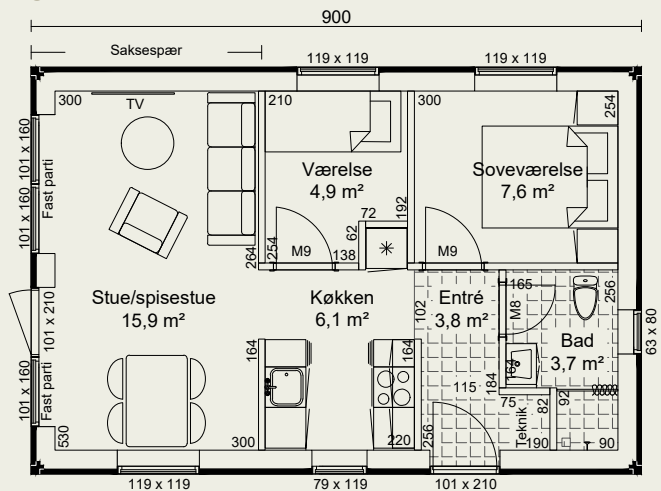 900
Saksespær
119 x 119
119 x 119
300
TV
210
300
254
101 x 160
Fast parti
101 x 160
Værelse
4,9 m²
Soveværelse
7,6 m²
72
192
62
264
254
M9
138
M9
Stue/spisestue
15,9 m²
Køkken
6,1 m²
Entré
3,8 m²
165
M8
256
Bad
3,7 m²
63 x 80
101 x 210
102
164
164
164
184
115
101 x 160
Fast parti
75
82
92
Teknik
530
300
220
256
190
90
119 x 119
79 x 119
101 x 210